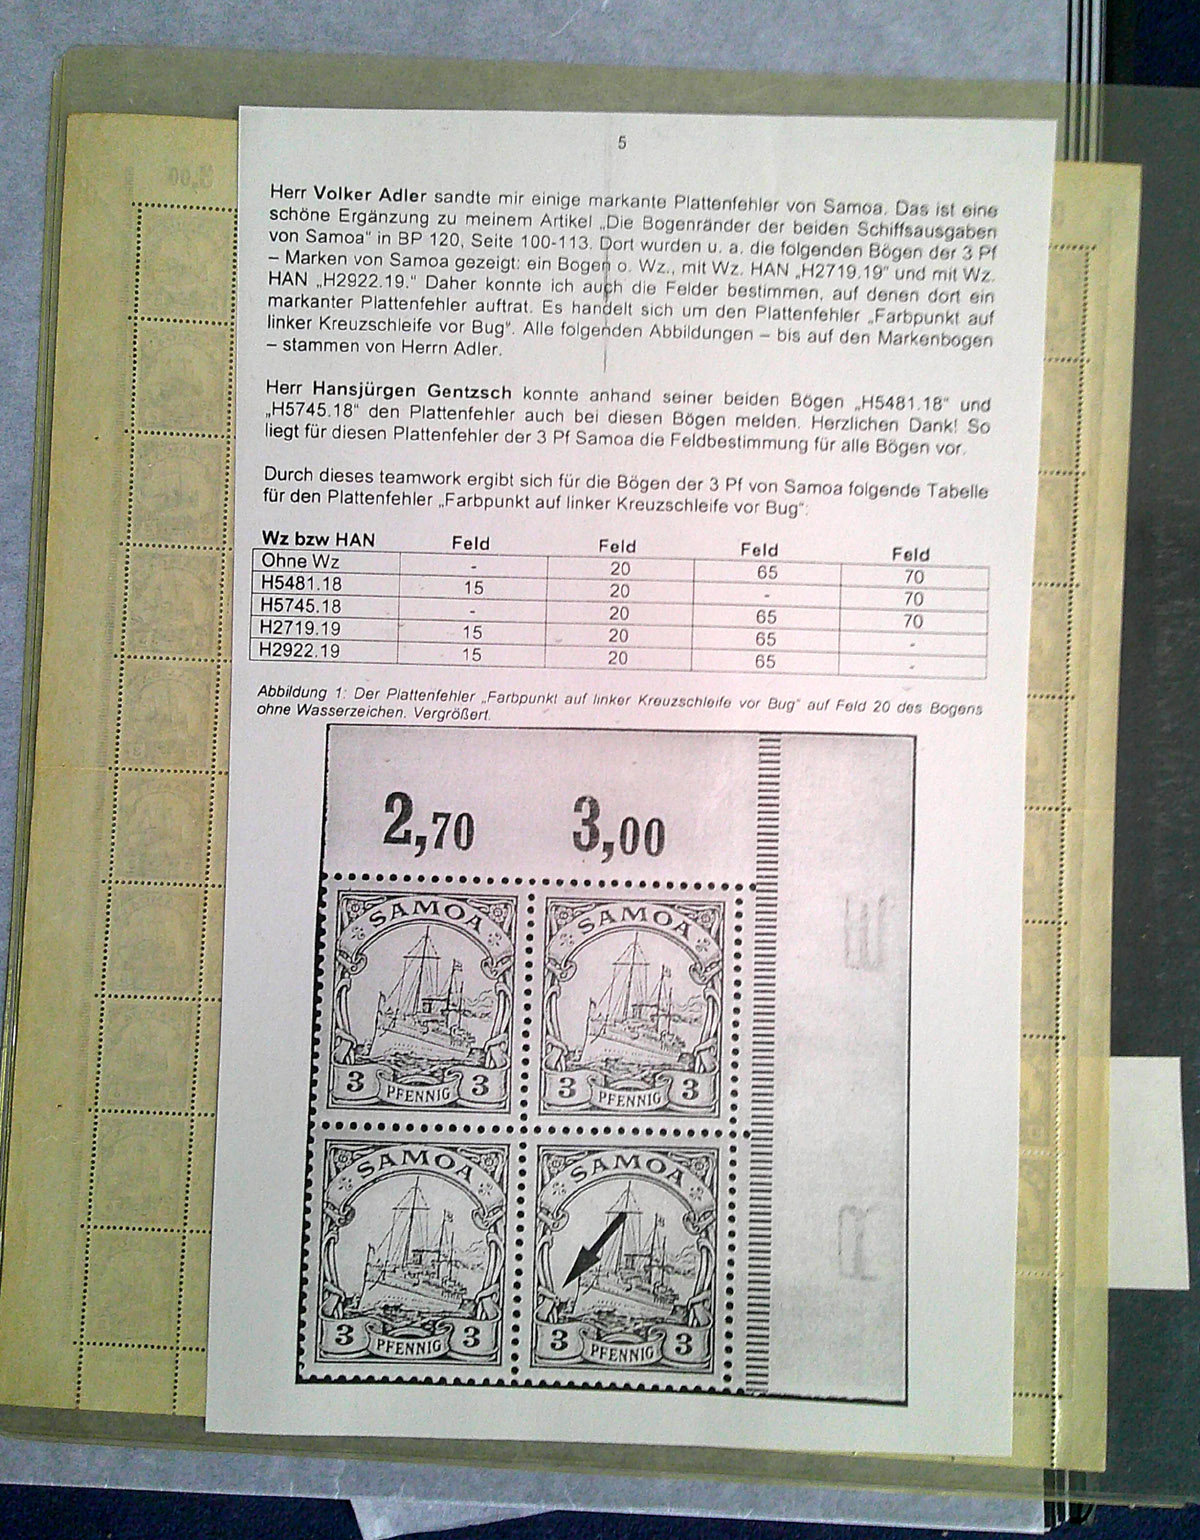 5
Herr Volker Adler sandte mir einige markante Plattenfehler von Samoa. Das ist eine
schöne Ergänzung zu meinem Artikel „Die Bogenränder der beiden Schiffsausgaben
von Samoa“ in BP 120, Seite 100-113. Dort wurden u. a. die folgenden Bögen der 3 Pf
– Marken von Samoa gezeigt: ein Bogen o. Wz., mit Wz. HAN „H2719.19“ und mit Wz.
HAN „H2922.19.“ Daher konnte ich auch die Felder bestimmen, auf denen dort ein
markanter Plattenfehler auftrat. Es handelt sich um den Plattenfehler „Farbpunkt auf
linker Kreuzschleife vor Bug“. Alle folgenden Abbildungen – bis auf den Markenbogen
– stammen von Herrn Adler.
Herr Hansjürgen Gentzsch konnte anhand seiner beiden Bögen „H5481.18“ und
„H5745.18“ den Plattenfehler auch bei diesen Bögen melden. Herzlichen Dank! So
liegt für diesen Plattenfehler der 3 Pf Samoa die Feldbestimmung für alle Bögen vor.
Durch dieses teamwork ergibt sich für die Bögen der 3 Pf von Samoa folgende Tabelle
für den Plattenfehler „Farbpunkt auf linker Kreuzschleife vor Bug“:
Wz bzw HAN Feld Feld Feld Feld
Ohne Wz - 20 65 70
H5481.18 15 20 - 70
H5745.18 - 20 65 70
H2719.19 15 20 65 -
H2922.19 15 20 65 -
Abbildung 1: Der Plattenfehler „Farbpunkt auf linker Kreuzschleife vor Bug“ auf Feld 20 des Bogens
ohne Wasserzeichen. Vergrößert.
2,70 3,00
SAMOA SAMOA
3 PFENNIG 3 3 PFENNIG 3
SAMOA SAMOA
3 PFENNIG 3 3 PFENNIG 3